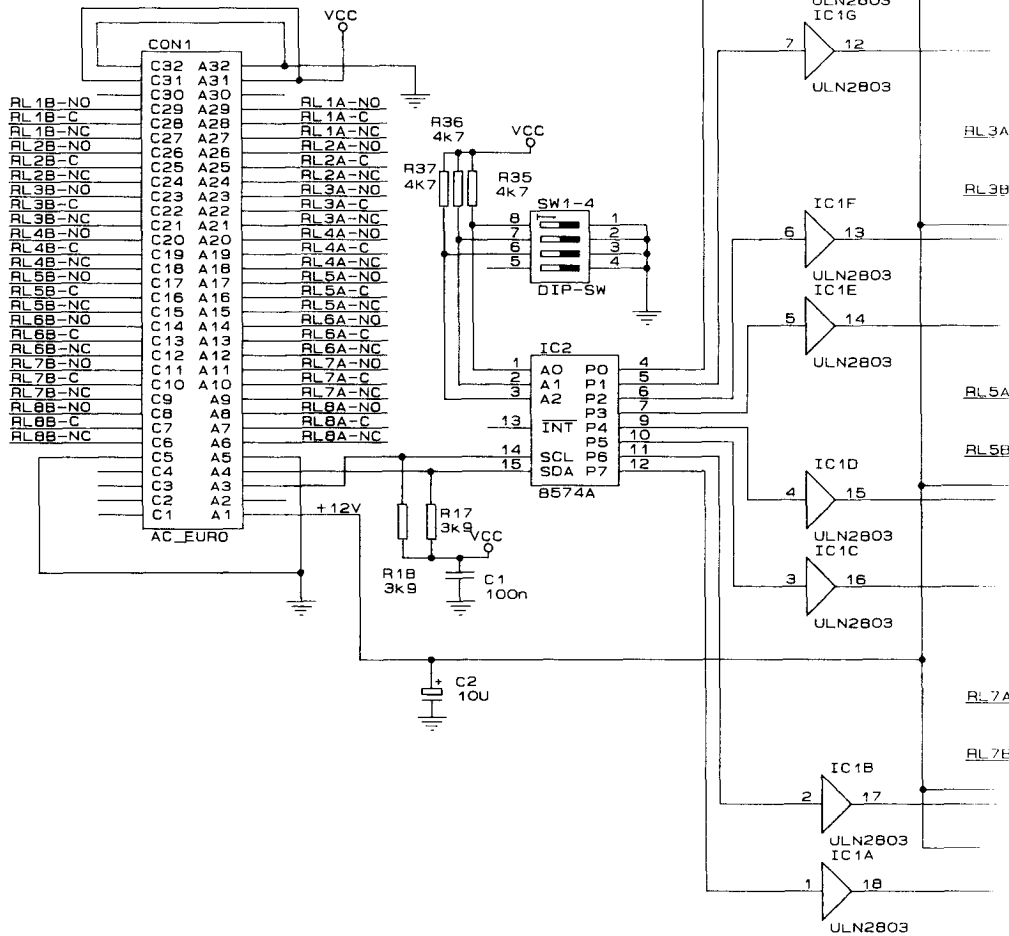 VCC
CON1
C32 A32
C31 A31
C30 A30
RL1B-NO C29 A29 RL1A-NO
RL1B-C C28 A28 RL1A-C
RL1B-NC C27 A27 RL1A-NC
RL2B-NO C26 A26 RL2A-NO
RL2B-C C25 A25 RL2A-C
RL2B-NC C24 A24 RL2A-NC
RL3B-NO C23 A23 RL3A-NO
RL3B-C C22 A22 RL3A-C
RL3B-NC C21 A21 RL3A-NC
RL4B-NO C20 A20 RL4A-NO
RL4B-C C19 A19 RL4A-C
RL4B-NC C18 A18 RL4A-NC
RL5B-NO C17 A17 RL5A-NO
RL5B-C C16 A16 RL5A-C
RL5B-NC C15 A15 RL5A-NC
RL6B-NO C14 A14 RL6A-NO
RL6B-C C13 A13 RL6A-C
RL6B-NC C12 A12 RL6A-NC
RL7B-NO C11 A11 RL7A-NO
RL7B-C C10 A10 RL7A-C
RL7B-NC C9 A9 RL7A-NC
RL8B-NO C8 A8 RL8A-NO
RL8B-C C7 A7 RL8A-C
RL8B-NC C6 A6 RL8A-NC
C5 A5
C4 A4
C3 A3
C2 A2
C1 A1
+12V
AC_EURO
R36
4k7
VCC
R37
4k7
R35
4k7
SW1-4
8 1
7 2
6 3
5 4
DIP-SW
IC2
1 A0 P0 4
2 A1 P1 5
3 A2 P2 6
P3 7
13 INT P4 9
P5 10
14 SCL P6 11
15 SDA P7 12
8574A
R17
3k9
VCC
R18
3k9
C1
100n
+ C2
10U
ULN2803
IC1G
7 12
ULN2803
RL3A
RL3B
IC1F
6 13
ULN2803
IC1E
5 14
ULN2803
RL5A
RL5B
IC1D
4 15
ULN2803
IC1C
3 16
ULN2803
RL7A
RL7B
IC1B
2 17
ULN2803
IC1A
1 18
ULN2803